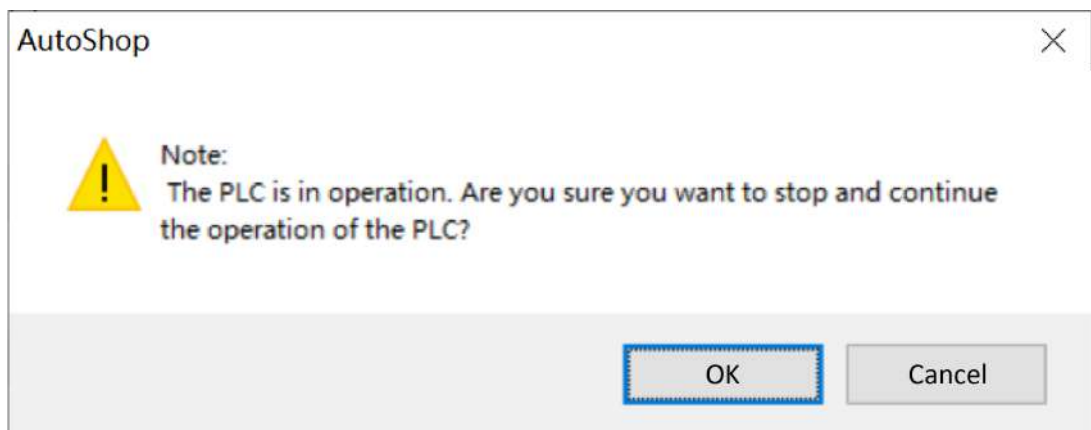 AutoShop
Note:
The PLC is in operation. Are you sure you want to stop and continue
the operation of the PLC?
OK
Cancel